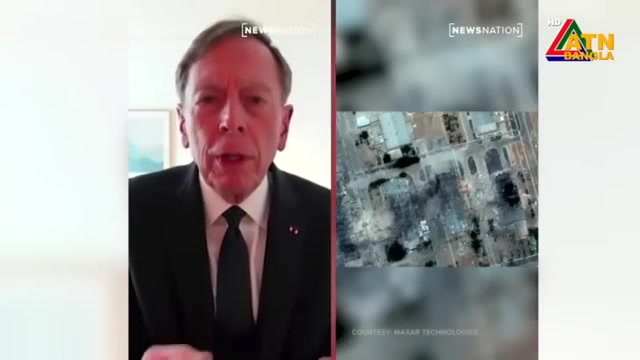 [NEWSNATION]
[NEWSNATION]
HD
ATN
BANGLA
COURTESY: MAXAR TECHNOLOGIES